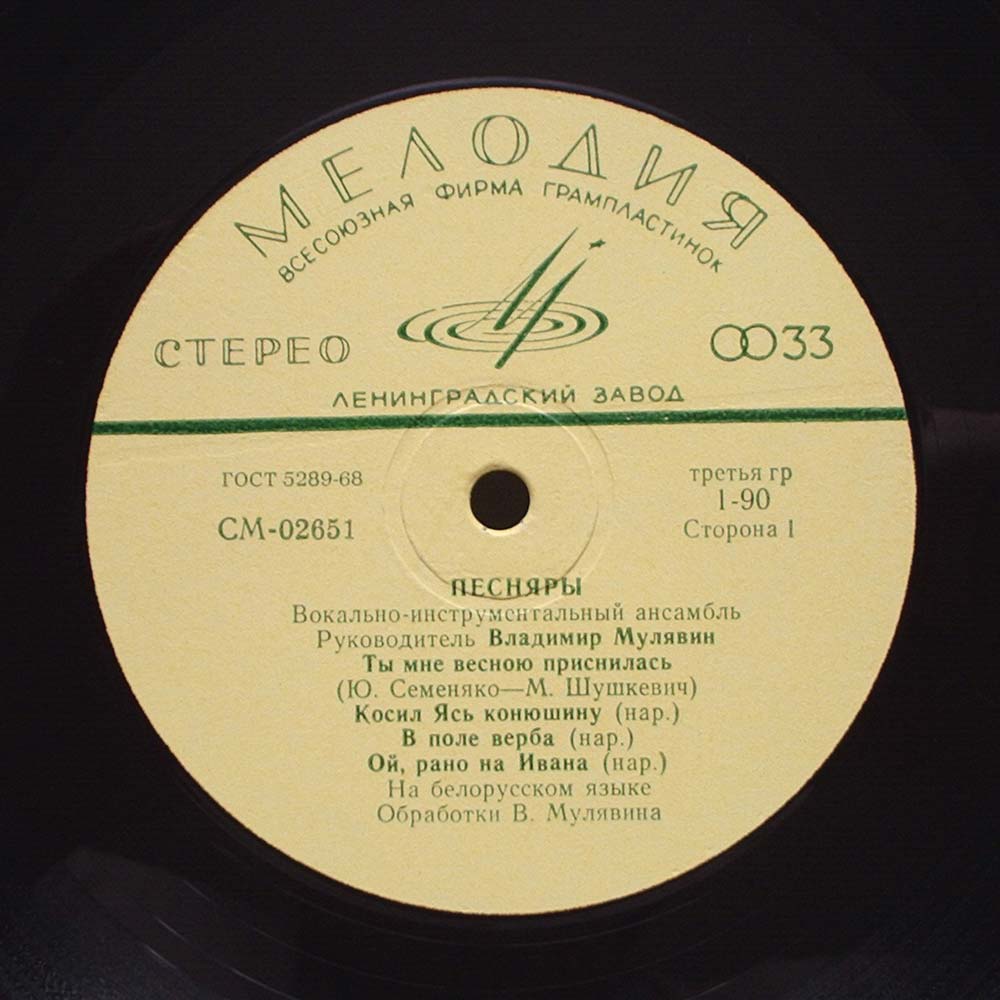 МЕЛОДИЯ
ВСЕСОЮЗНАЯ ФИРМА ГРАМПЛАСТИНОК
СТЕРЕО
33
ЛЕНИНГРАДСКИЙ ЗАВОД
ГОСТ 5289-68
третья гр
СМ-02651
1-90
Сторона 1
ПЕСНЯРЫ
Вокально-инструментальный ансамбль
Руководитель Владимир Мулявин
Ты мне весною приснилась
(Ю. Семеняко—М. Шушкевич)
Косил Ясь конюшину (нар.)
В поле верба (нар.)
Ой, рано на Ивана (нар.)
На белорусском языке
Обработки В. Мулявина